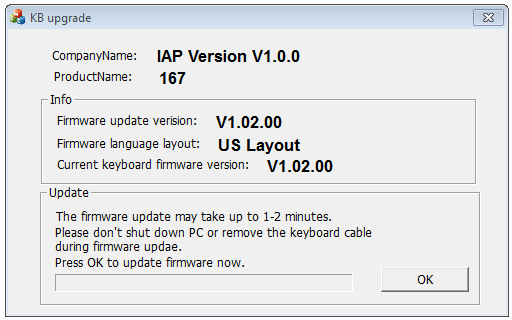 KB upgrade
CompanyName: IAP Version V1.0.0
ProductName: 167
Info
Firmware update verision: V1.02.00
Firmware language layout: US Layout
Current keyboard firmware version: V1.02.00
Update
The firmware update may take up to 1-2 minutes.
Please don't shut down PC or remove the keyboard cable
during firmware updae.
Press OK to update firmware now.
OK